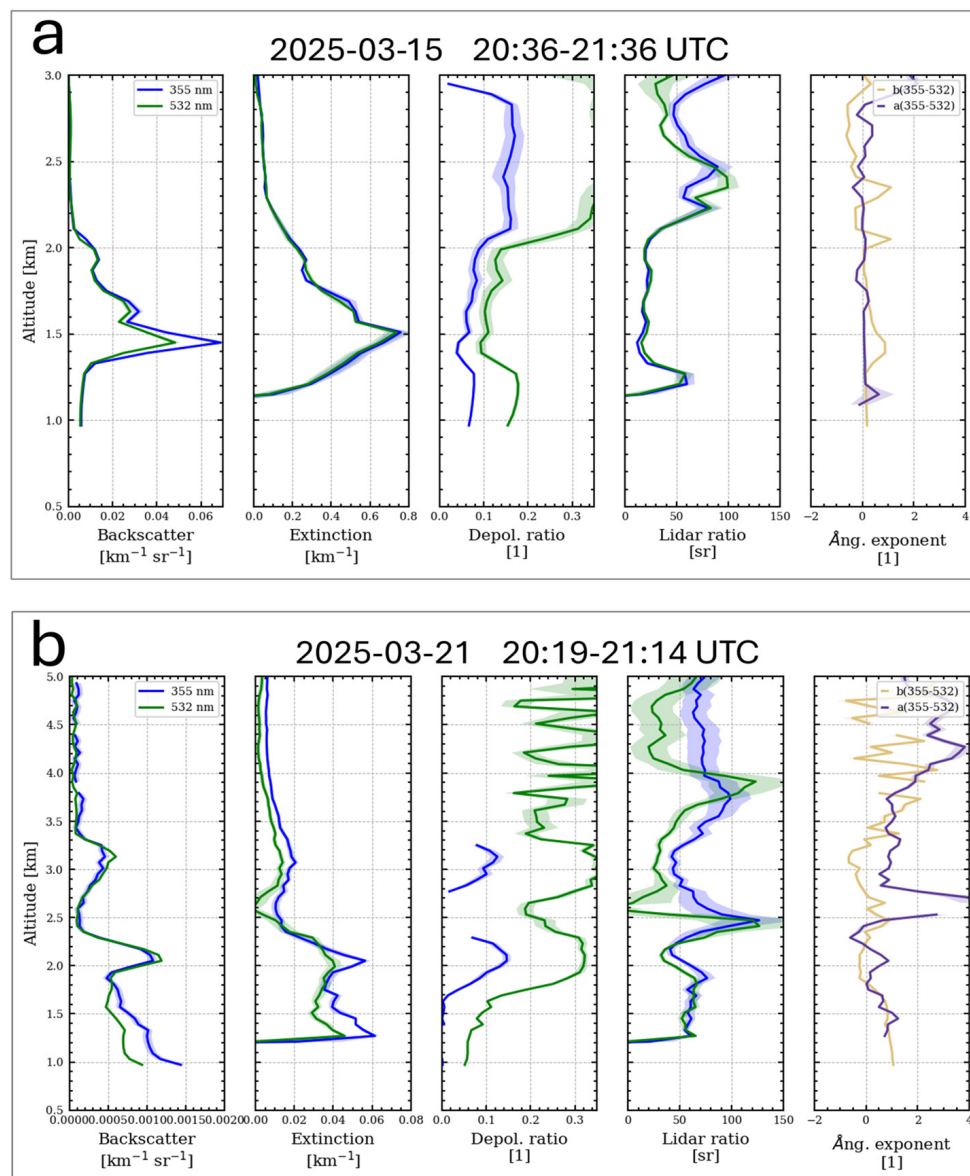 a
2025-03-15 20:36-21:36 UTC
3.0
2.5
2.0
1.5
1.0
0.5
Altitude [km]
355 nm
532 nm
0.00 0.02 0.04 0.06
Backscatter
[km⁻¹ sr⁻¹]
0.0 0.2 0.4 0.6 0.8
Extinction
[km⁻¹]
0.0 0.1 0.2 0.3
Depol. ratio
[1]
0 50 100 150
Lidar ratio
[sr]
b(355-532)
a(355-532)
−2 0 2 4
Ång. exponent
[1]
b
2025-03-21 20:19-21:14 UTC
5.0
4.5
4.0
3.5
3.0
2.5
2.0
1.5
1.0
0.5
Altitude [km]
355 nm
532 nm
0.00000.00050.00100.00150.0020
Backscatter
[km⁻¹ sr⁻¹]
0.00 0.02 0.04 0.06 0.08
Extinction
[km⁻¹]
0.0 0.1 0.2 0.3
Depol. ratio
[1]
0 50 100 150
Lidar ratio
[sr]
b(355-532)
a(355-532)
−2 0 2 4
Ång. exponent
[1]